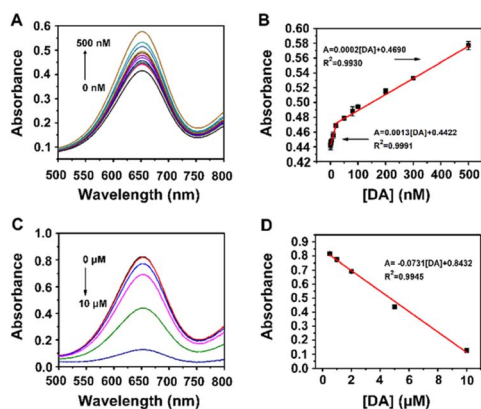 A
500 nM
0 nM
Absorbance
0.6
0.5
0.4
0.3
0.2
0.1
500 550 600 650 700 750 800
Wavelength (nm)
B
A=0.0002[DA]+0.4690
R²=0.9930
A=0.0013[DA]+0.4422
R²=0.9991
Absorbance
0.60
0.58
0.56
0.54
0.52
0.50
0.48
0.46
0.44
0.42
0 100 200 300 400 500
[DA] (nM)
C
0 μM
10 μM
Absorbance
1.0
0.8
0.6
0.4
0.2
0.0
500 550 600 650 700 750 800
Wavelength (nm)
D
A= -0.0731[DA]+0.8432
R²=0.9945
Absorbance
0.9
0.8
0.7
0.6
0.5
0.4
0.3
0.2
0.1
0 2 4 6 8 10
[DA] (μM)